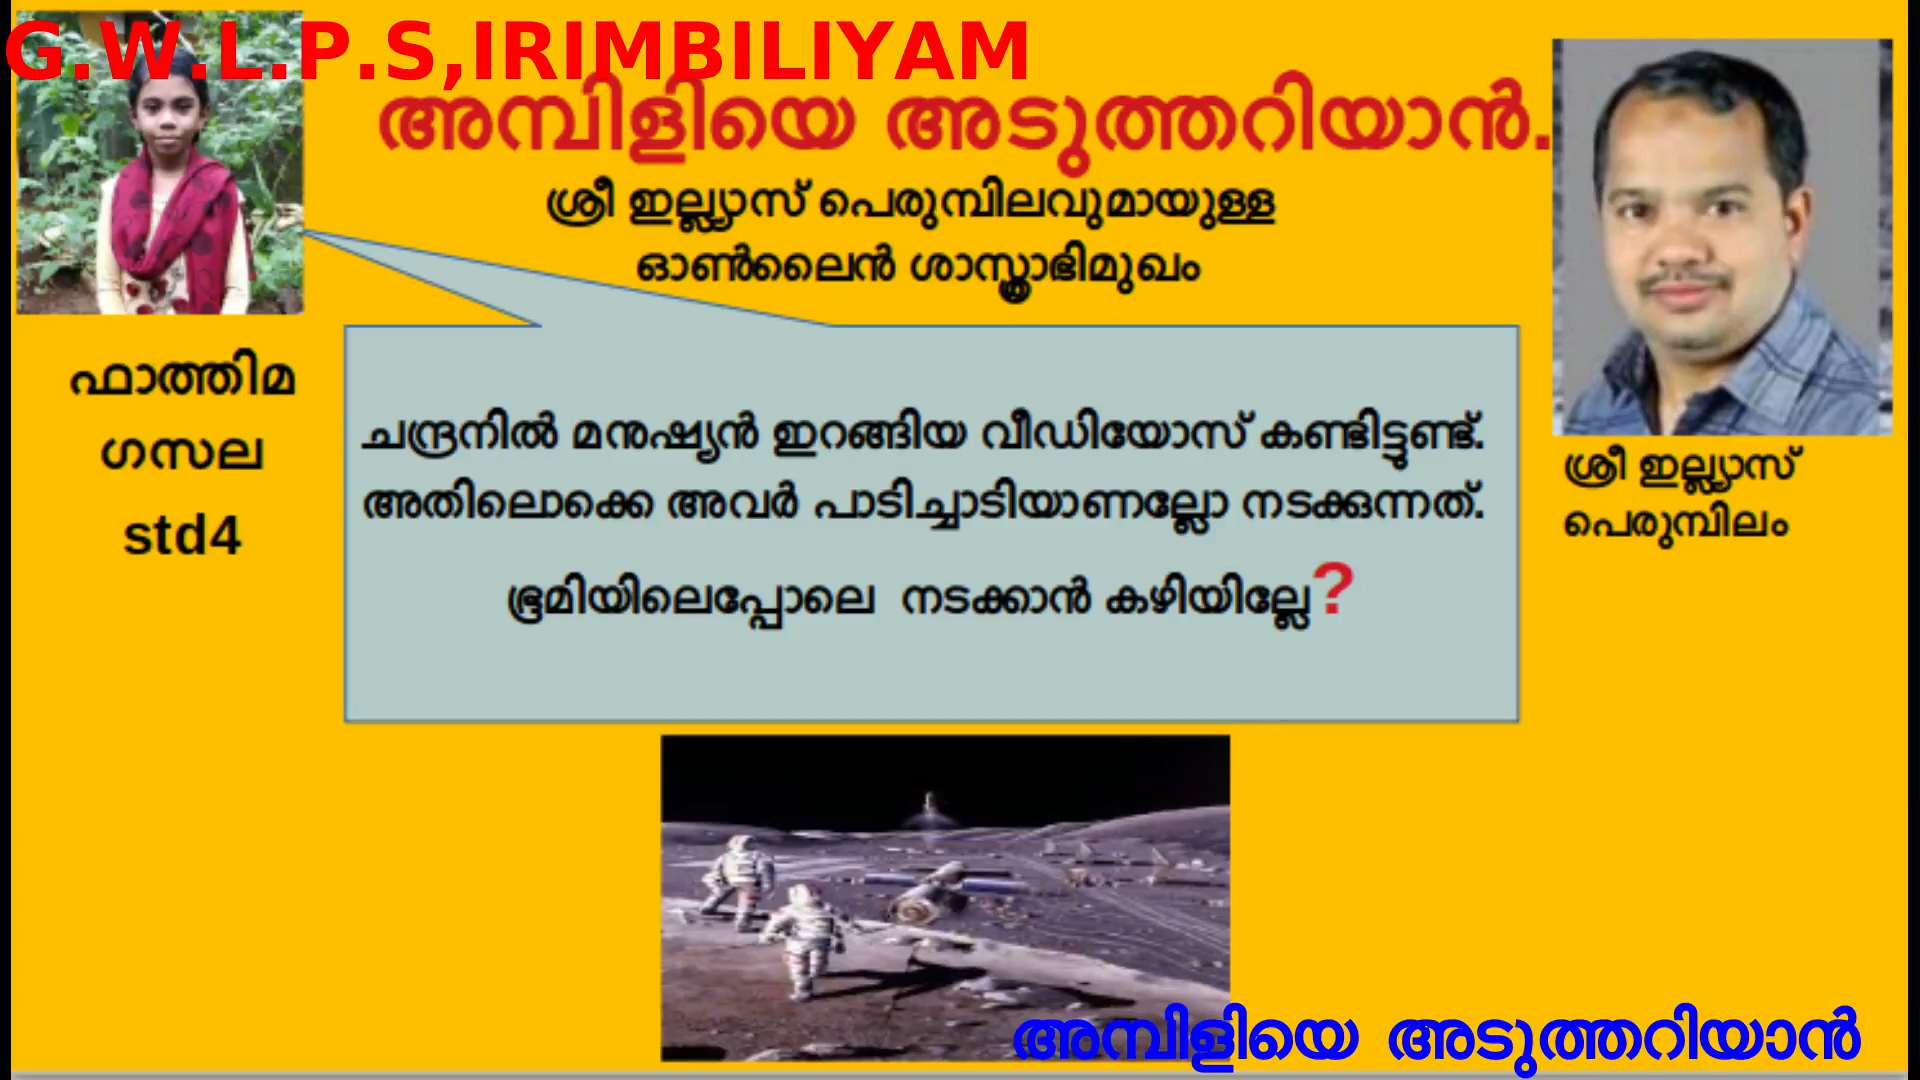 G.W.L.P.S,IRIMBILIYAM
അമ്പിളിയെ അടുത്തറിയാൻ.
ശ്രീ ഇല്ല്യാസ് പെരുമ്പിലവുമായുള്ള
ഓൺലൈൻ ശാസ്ത്രാഭിമുഖം
ഫാത്തിമ
ഗസല
std4
ചന്ദ്രനിൽ മനുഷ്യൻ ഇറങ്ങിയ വീഡിയോസ് കണ്ടിട്ടുണ്ട്.
അതിലൊക്കെ അവർ പാടിച്ചാടിയാണല്ലോ നടക്കുന്നത്.
ഭൂമിയിലെപ്പോലെ നടക്കാൻ കഴിയില്ലേ?
ശ്രീ ഇല്ല്യാസ്
പെരുമ്പിലം
അമ്പിളിയെ അടുത്തറിയാൻ